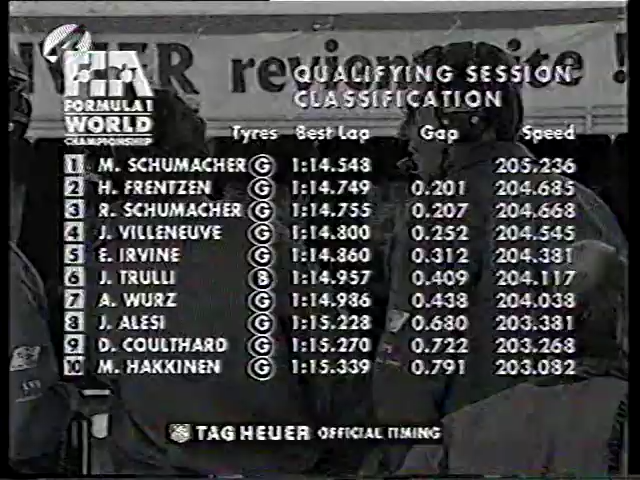 IVIER revions vite !
FIA
FORMULA 1
WORLD
CHAMPIONSHIP
QUALIFYING SESSION
CLASSIFICATION
Tyres Best Lap Gap Speed
1 M. SCHUMACHER G 1:14.548 205.236
2 H. FRENTZEN G 1:14.749 0.201 204.685
3 R. SCHUMACHER G 1:14.755 0.207 204.668
4 J. VILLENEUVE G 1:14.800 0.252 204.545
5 E. IRVINE G 1:14.860 0.312 204.381
6 J. TRULLI B 1:14.957 0.409 204.117
7 A. WURZ G 1:14.986 0.438 204.038
8 J. ALESI G 1:15.228 0.680 203.381
9 D. COULTHARD G 1:15.270 0.722 203.268
10 M. HAKKINEN G 1:15.339 0.791 203.082
TAG HEUER OFFICIAL TIMING